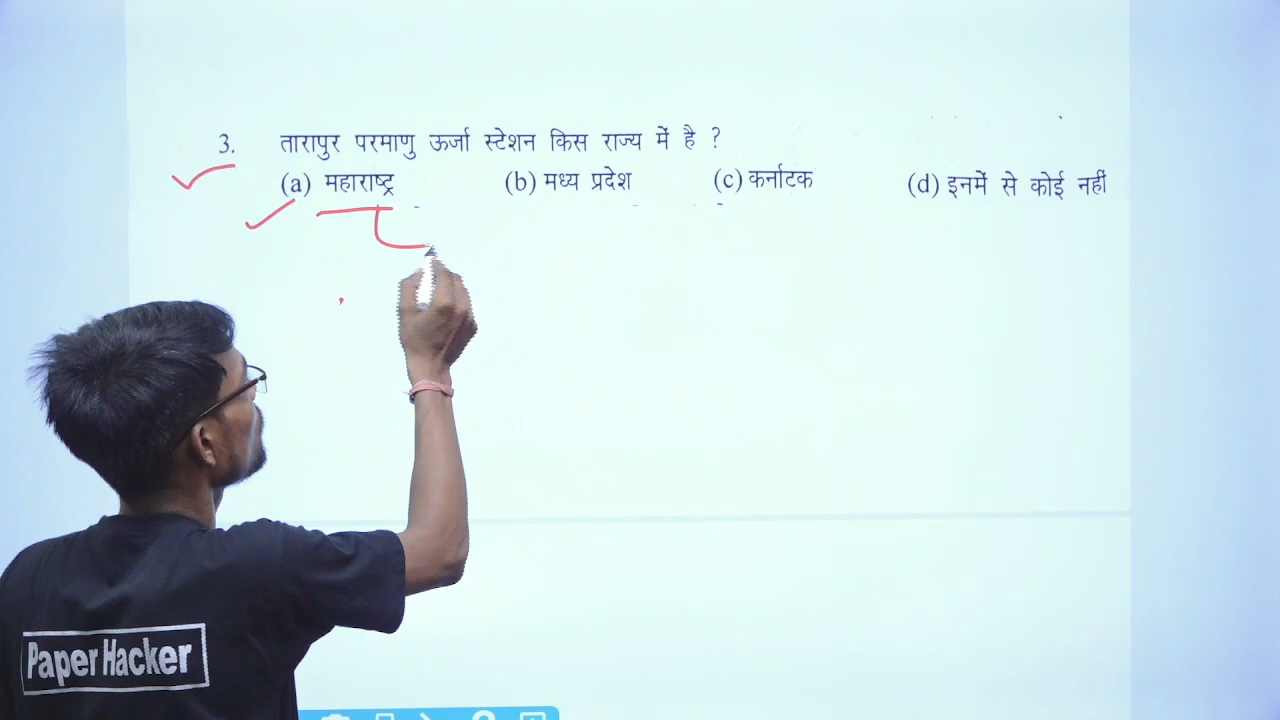 3. तारापुर परमाणु ऊर्जा स्टेशन किस राज्य में है ?
(a) महाराष्ट्र (b) मध्य प्रदेश (c) कर्नाटक (d) इनमें से कोई नहीं
Paper Hacker